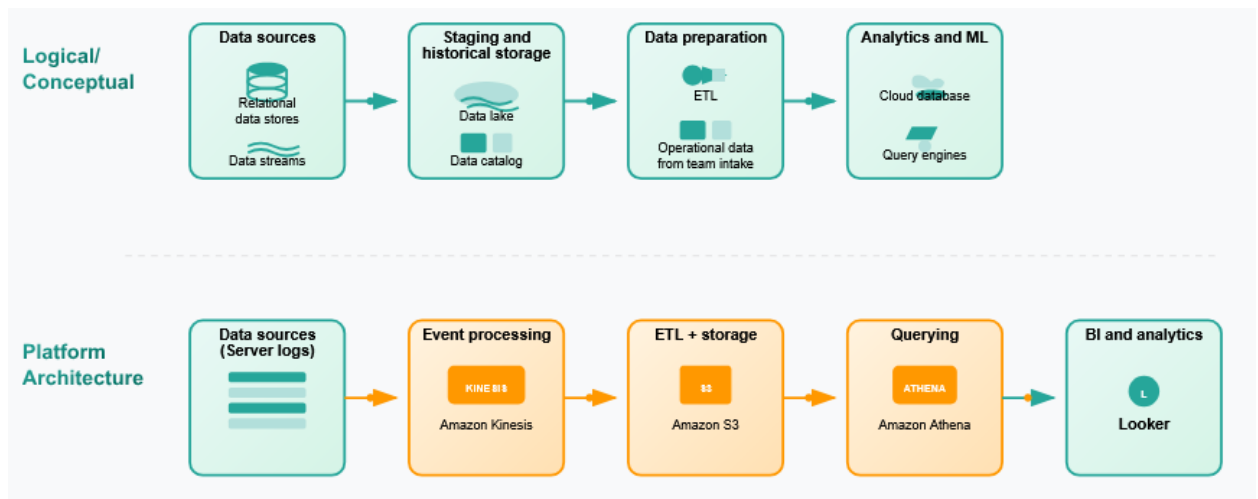 Logical/
Conceptual
Data sources
Relational
data stores
Data streams
Staging and
historical storage
Data lake
Data catalog
Data preparation
ETL
Operational data
from team intake
Analytics and ML
Cloud database
Query engines
Platform
Architecture
Data sources
(Server logs)
Event processing
KINESIS
Amazon Kinesis
ETL + storage
S3
Amazon S3
Querying
ATHENA
Amazon Athena
BI and analytics
L
Looker